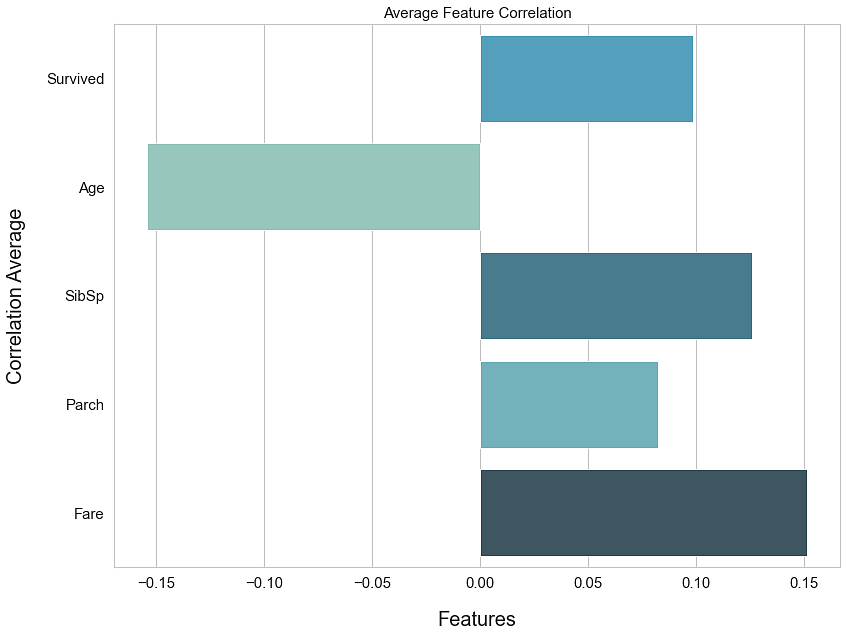 Average Feature Correlation
Survived
Age
SibSp
Parch
Fare
Correlation Average
−0.15
−0.10
−0.05
0.00
0.05
0.10
0.15
Features